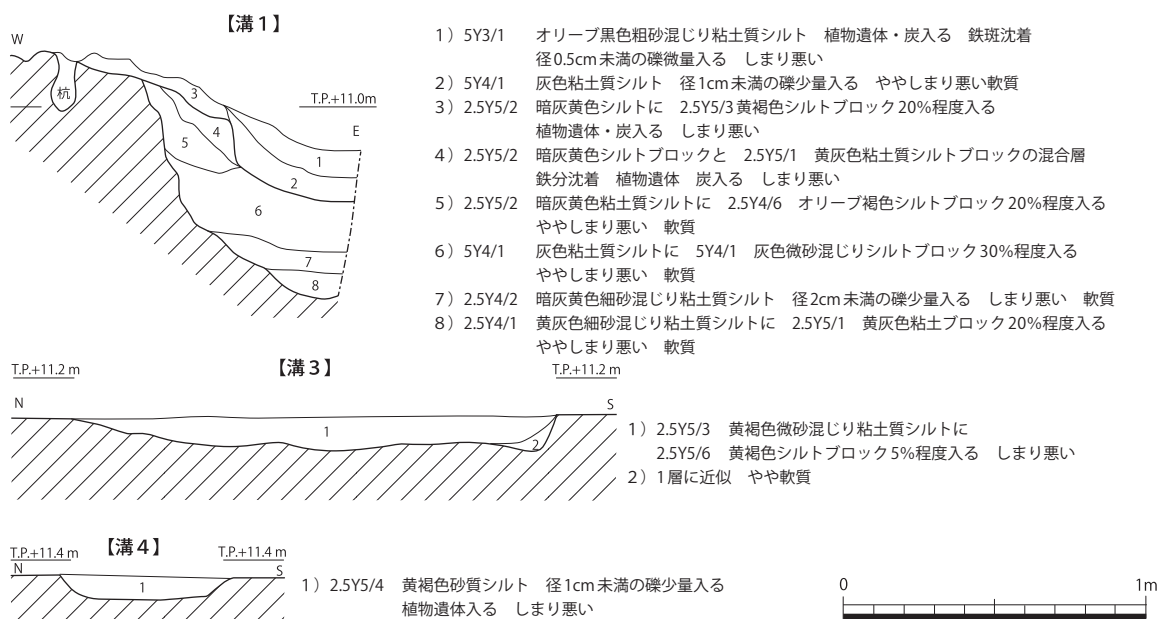 【溝１】
W
杭
3
T.P.+11.0m
E
4
5
1
2
6
7
8
１）5Y3/1　オリーブ黒色粗砂混じり粘土質シルト　植物遺体・炭入る　鉄斑沈着
径0.5cm未満の礫微量入る　しまり悪い
２）5Y4/1　灰色粘土質シルト　径1cm未満の礫少量入る　ややしまり悪い軟質
３）2.5Y5/2　暗灰黄色シルトに　2.5Y5/3黄褐色シルトブロック20%程度入る
植物遺体・炭入る　しまり悪い
４）2.5Y5/2　暗灰黄色シルトブロックと　2.5Y5/1　黄灰色粘土質シルトブロックの混合層
鉄分沈着　植物遺体　炭入る　しまり悪い
５）2.5Y5/2　暗灰黄色粘土質シルトに　2.5Y4/6　オリーブ褐色シルトブロック20%程度入る
ややしまり悪い　軟質
６）5Y4/1　灰色粘土質シルトに　5Y4/1　灰色微砂混じりシルトブロック30%程度入る
ややしまり悪い　軟質
７）2.5Y4/2　暗灰黄色細砂混じり粘土質シルト　径2cm未満の礫少量入る　しまり悪い　軟質
８）2.5Y4/1　黄灰色細砂混じり粘土質シルトに　2.5Y5/1　黄灰色粘土ブロック20%程度入る
ややしまり悪い　軟質
【溝３】
T.P.+11.2 m
T.P.+11.2 m
N
S
1
2
１）2.5Y5/3　黄褐色微砂混じり粘土質シルトに
2.5Y5/6　黄褐色シルトブロック5%程度入る　しまり悪い
２）１層に近似　やや軟質
【溝４】
T.P.+11.4 m
T.P.+11.4 m
N
S
1
１）2.5Y5/4　黄褐色砂質シルト　径1cm未満の礫少量入る
植物遺体入る　しまり悪い
0
1m